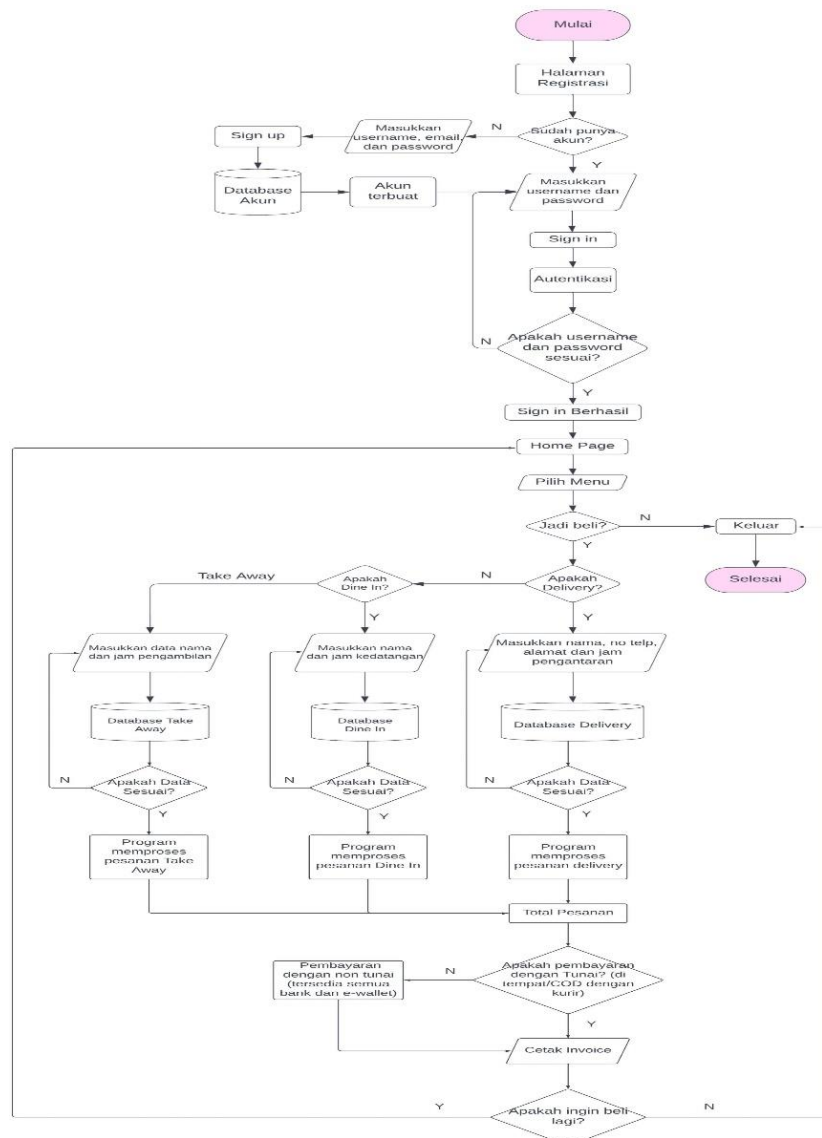 Mulai
Halaman
Registrasi
Sudah punya
akun?
N
Masukkan
username, email,
dan password
Sign up
Y
Database
Akun
Akun
terbuat
Masukkan
username dan
password
Sign in
Autentikasi
Apakah username
dan password
sesuai?
N
Y
Sign in Berhasil
Home Page
Pilih Menu
Jadi beli?
N
Keluar
Y
Selesai
Apakah
Delivery?
N
Apakah
Dine In?
Take Away
Y
Y
Masukkan data nama
dan jam pengambilan
Masukkan nama
dan jam kedatangan
Masukkan nama, no telp,
alamat dan jam
pengantaran
Database Take
Away
Database
Dine In
Database Delivery
N
Apakah Data
Sesuai?
N
Apakah Data
Sesuai?
N
Apakah Data
Sesuai?
Y
Y
Y
Program
memproses
pesanan Take
Away
Program
memproses
pesanan Dine In
Program
memproses
pesanan delivery
Total Pesanan
Apakah pembayaran
dengan Tunai? (di
tempat/COD dengan
kurir)
N
Pembayaran
dengan non tunai
(tersedia semua
bank dan e-wallet)
Y
Cetak Invoice
Y
Apakah ingin beli
lagi?
N